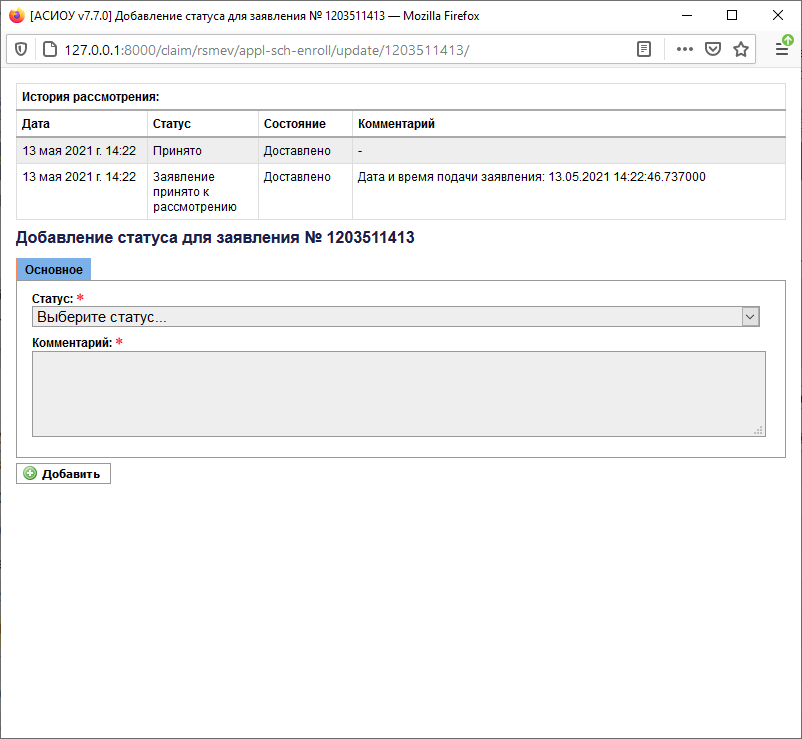 [АСИОУ v7.7.0] Добавление статуса для заявления № 1203511413 — Mozilla Firefox
127.0.0.1:8000/claim/rsmev/appl-sch-enroll/update/1203511413/
История рассмотрения:
Дата Статус Состояние Комментарий
13 мая 2021 г. 14:22 Принято Доставлено -
13 мая 2021 г. 14:22 Заявление Доставлено Дата и время подачи заявления: 13.05.2021 14:22:46.737000
принято к
рассмотрению
Добавление статуса для заявления № 1203511413
Основное
Статус: *
Выберите статус...
Комментарий: *
Добавить